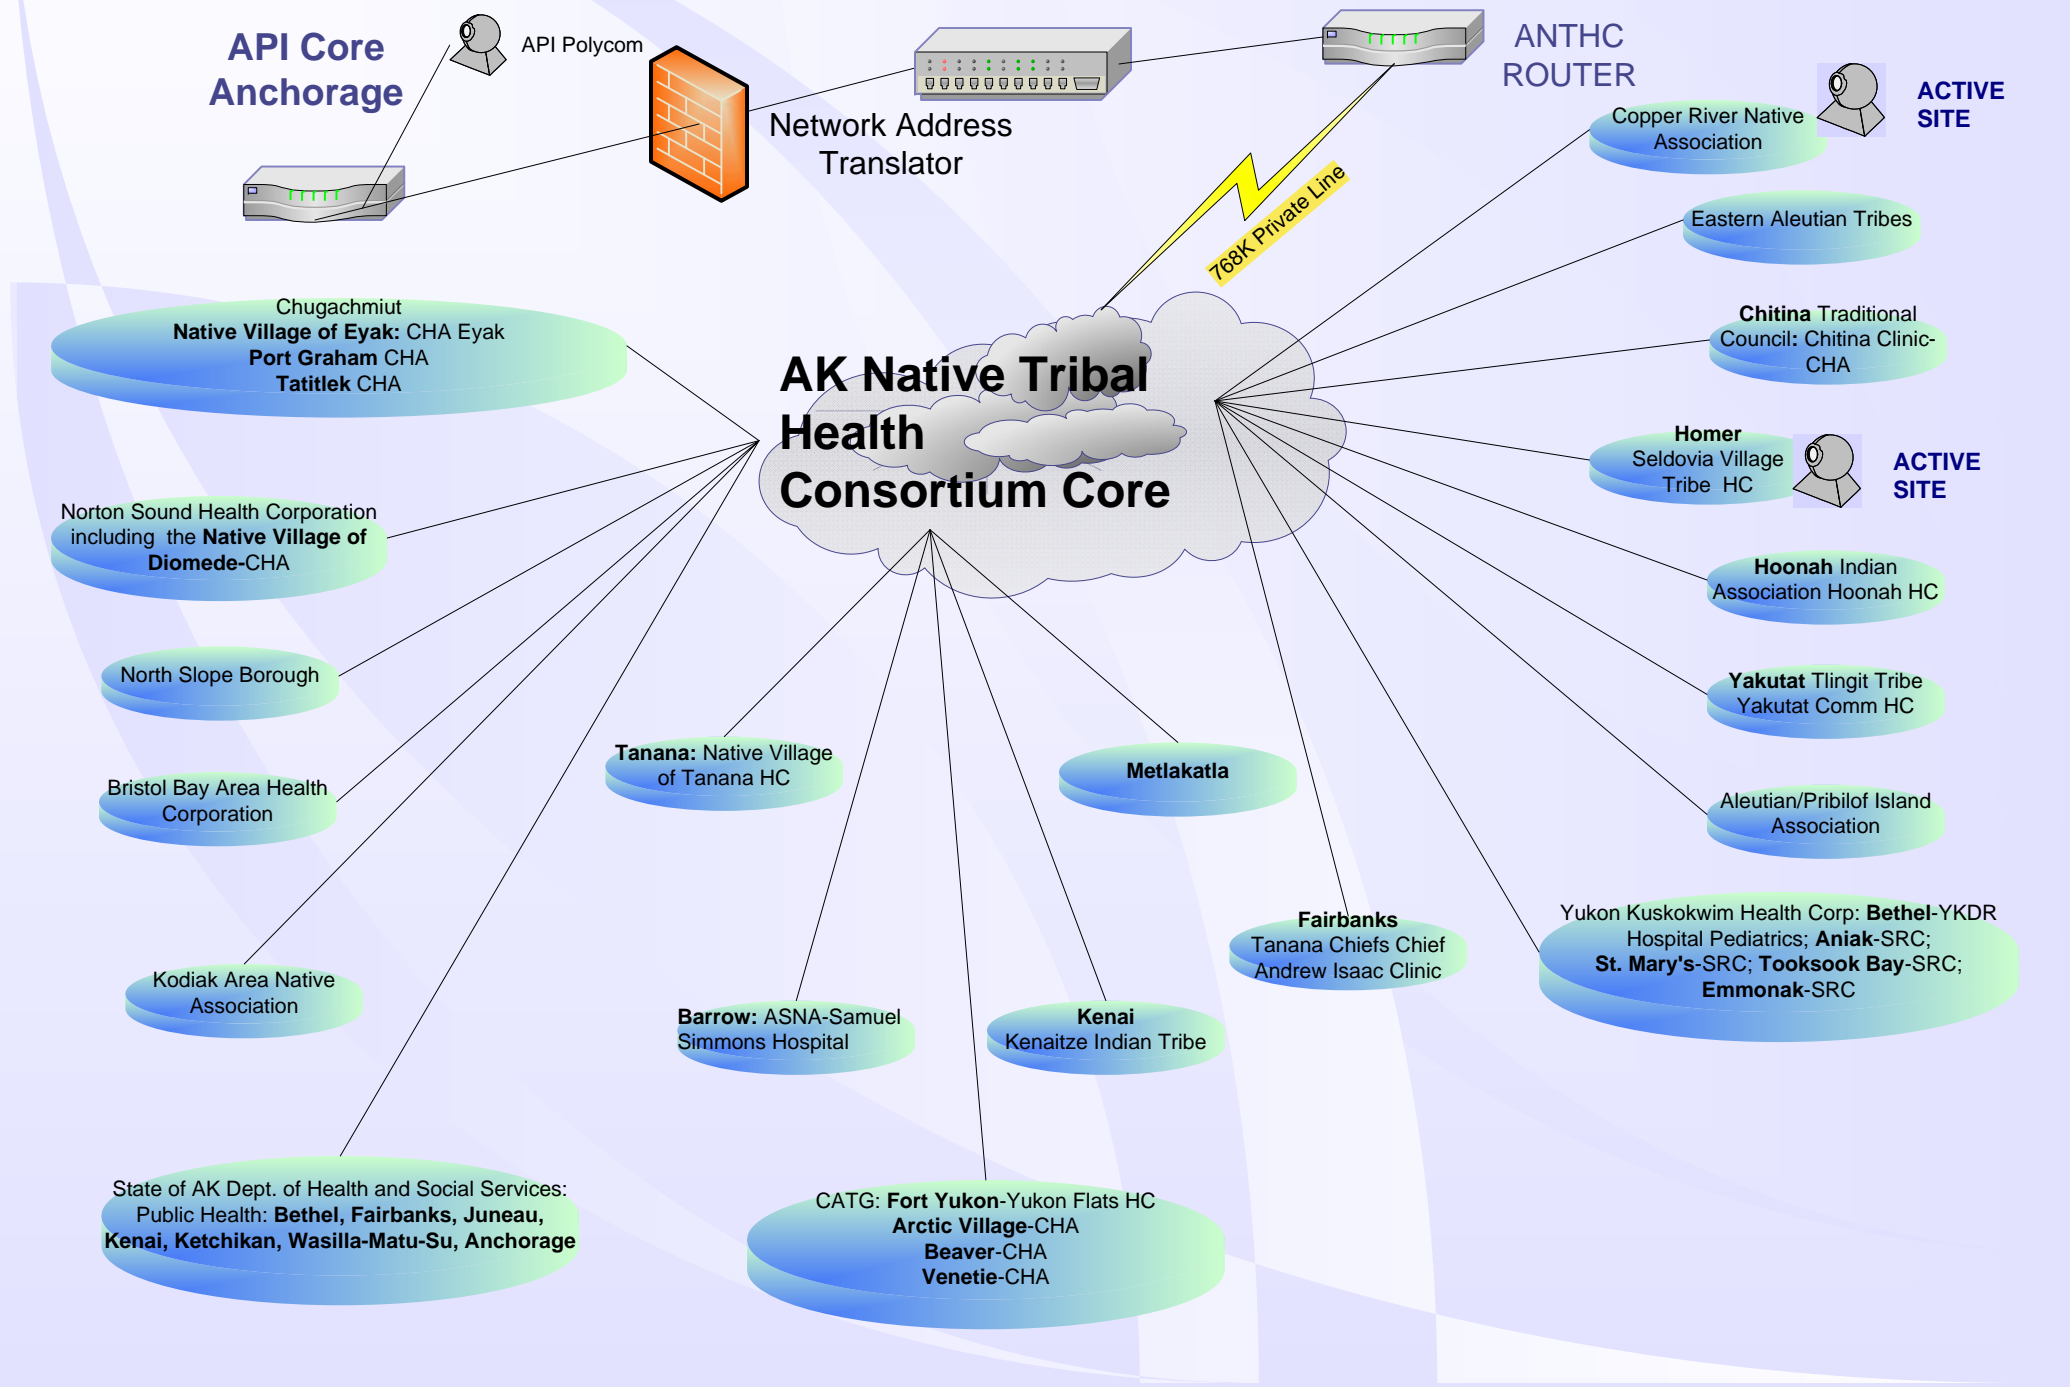 API Core
Anchorage
API Polycom
Network Address
Translator
ANTHC
ROUTER
768K Private Line
Copper River Native
Association
ACTIVE
SITE
Eastern Aleutian Tribes
Chitina Traditional
Council: Chitina Clinic-
CHA
Homer
Seldovia Village
Tribe HC
ACTIVE
SITE
Hoonah Indian
Association Hoonah HC
Yakutat Tlingit Tribe
Yakutat Comm HC
Aleutian/Pribilof Island
Association
Yukon Kuskokwim Health Corp: Bethel-YKDR
Hospital Pediatrics; Aniak-SRC;
St. Mary's-SRC; Tooksook Bay-SRC;
Emmonak-SRC
AK Native Tribal
Health
Consortium Core
Chugachmiut
Native Village of Eyak: CHA Eyak
Port Graham CHA
Tatitlek CHA
Norton Sound Health Corporation
including the Native Village of
Diomede-CHA
North Slope Borough
Bristol Bay Area Health
Corporation
Kodiak Area Native
Association
State of AK Dept. of Health and Social Services:
Public Health: Bethel, Fairbanks, Juneau,
Kenai, Ketchikan, Wasilla-Matu-Su, Anchorage
Tanana: Native Village
of Tanana HC
Metlakatla
Barrow: ASNA-Samuel
Simmons Hospital
Kenai
Kenaitze Indian Tribe
Fairbanks
Tanana Chiefs Chief
Andrew Isaac Clinic
CATG: Fort Yukon-Yukon Flats HC
Arctic Village-CHA
Beaver-CHA
Venetie-CHA